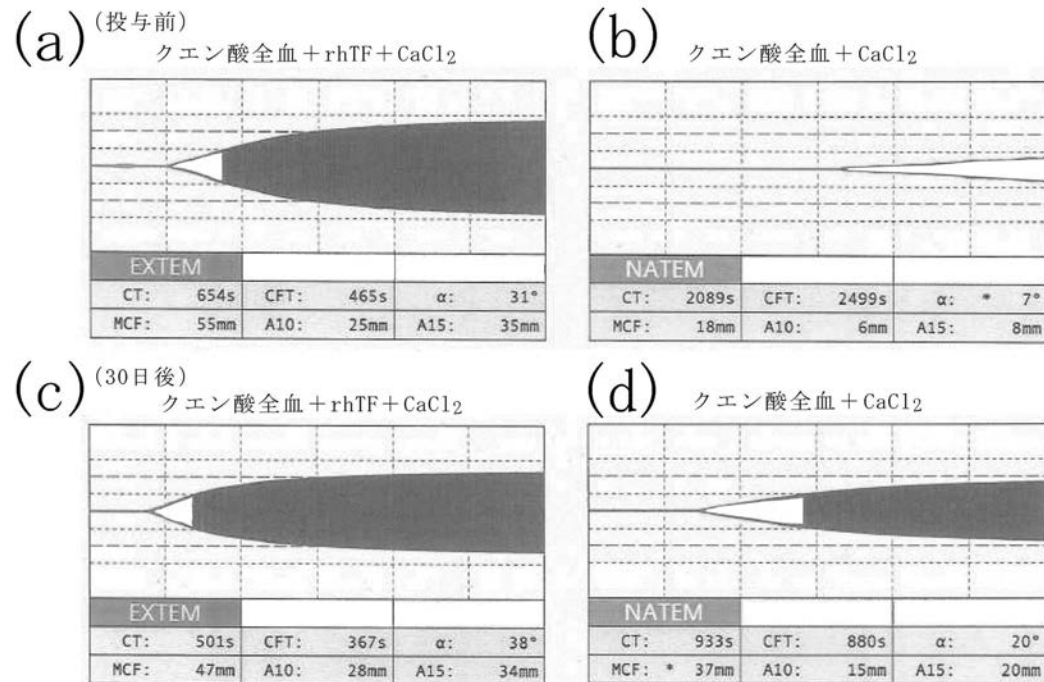 (a) (投与前)
クエン酸全血＋rhTF＋CaCl₂
EXTEM
CT: 654s CFT: 465s α: 31°
MCF: 55mm A10: 25mm A15: 35mm
(b)
クエン酸全血＋CaCl₂
NATEM
CT: 2089s CFT: 2499s α: * 7°
MCF: 18mm A10: 6mm A15: 8mm
(c) (30日後)
クエン酸全血＋rhTF＋CaCl₂
EXTEM
CT: 501s CFT: 367s α: 38°
MCF: 47mm A10: 28mm A15: 34mm
(d)
クエン酸全血＋CaCl₂
NATEM
CT: 933s CFT: 880s α: 20°
MCF: * 37mm A10: 15mm A15: 20mm